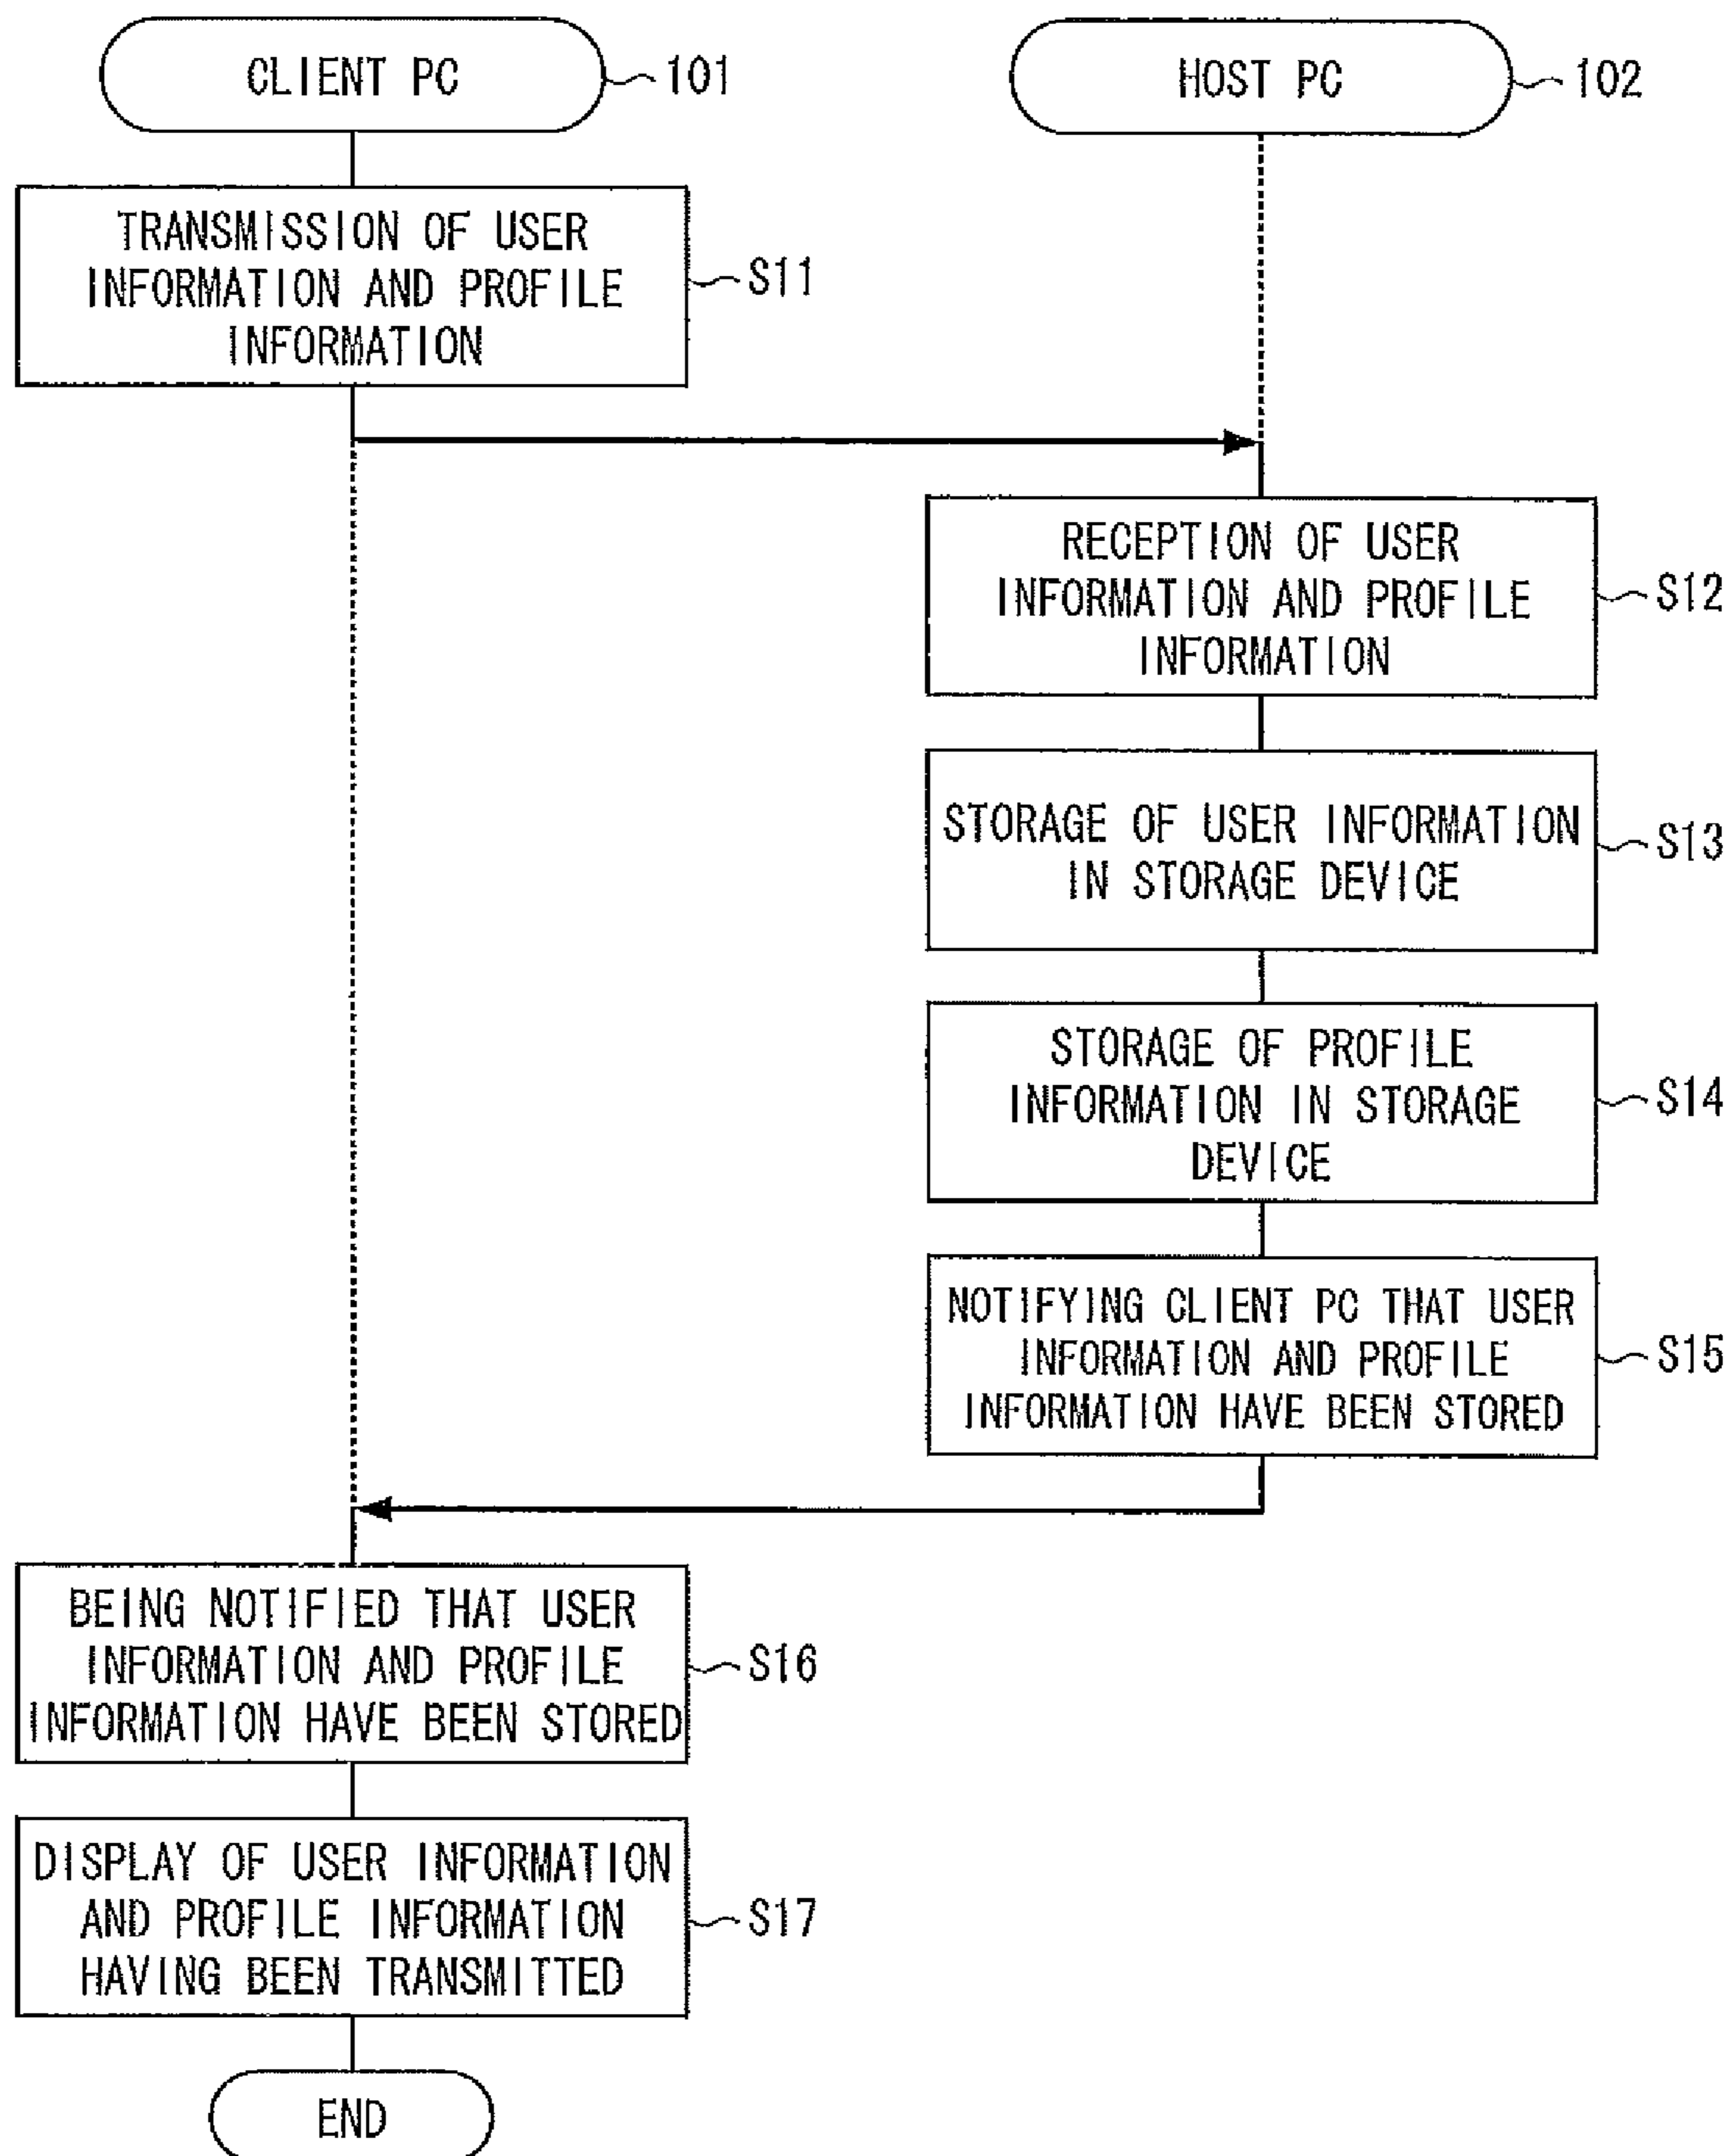 CLIENT PC
101
HOST PC
102
TRANSMISSION OF USER
INFORMATION AND PROFILE
INFORMATION
S11
RECEPTION OF USER
INFORMATION AND PROFILE
INFORMATION
S12
STORAGE OF USER INFORMATION
IN STORAGE DEVICE
S13
STORAGE OF PROFILE
INFORMATION IN STORAGE
DEVICE
S14
NOTIFYING CLIENT PC THAT USER
INFORMATION AND PROFILE
INFORMATION HAVE BEEN STORED
S15
BEING NOTIFIED THAT USER
INFORMATION AND PROFILE
INFORMATION HAVE BEEN STORED
S16
DISPLAY OF USER INFORMATION
AND PROFILE INFORMATION
HAVING BEEN TRANSMITTED
S17
END